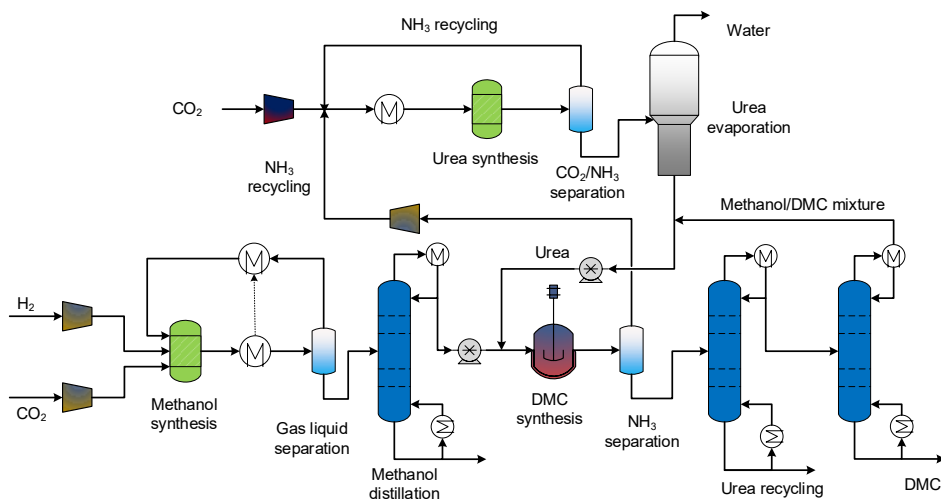 NH₃ recycling
Water
CO₂
Urea
evaporation
Urea synthesis
CO₂/NH₃
separation
NH₃
recycling
Methanol/DMC mixture
Urea
H₂
CO₂
Methanol
synthesis
Gas liquid
separation
Methanol
distillation
DMC
synthesis
NH₃
separation
Urea recycling
DMC